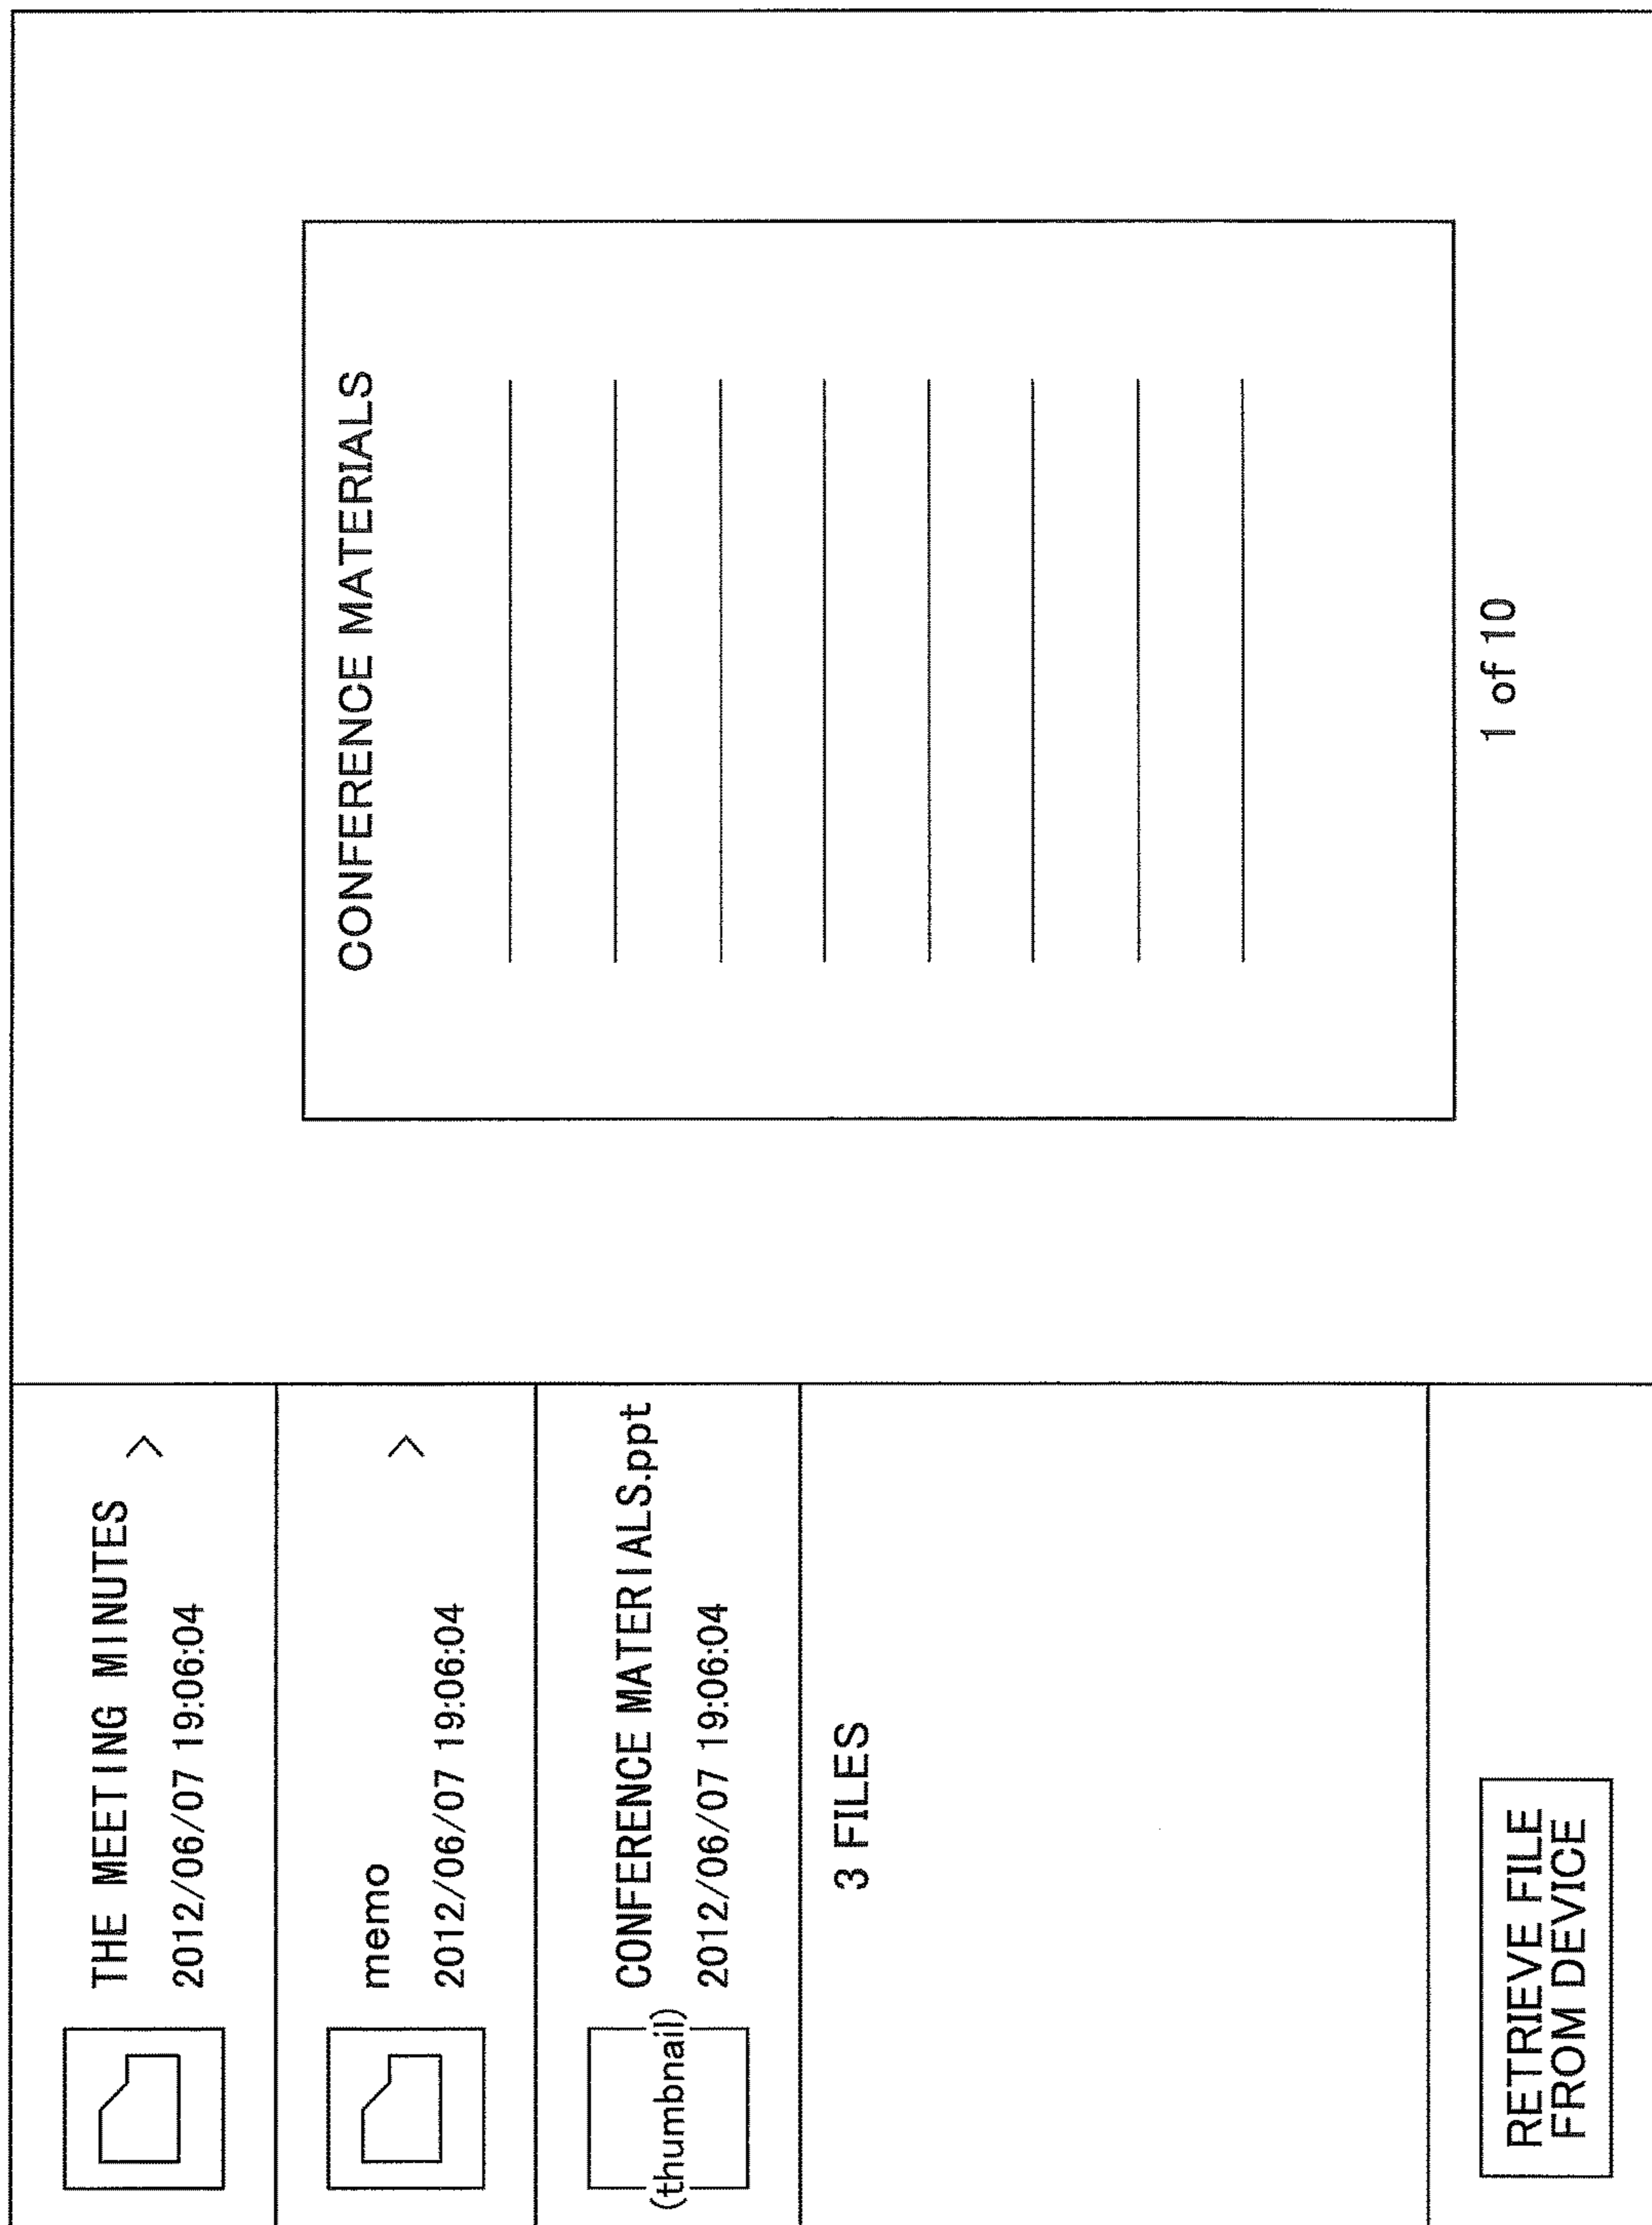 THE MEETING MINUTES
2012/06/07 19:06:04
>
memo
2012/06/07 19:06:04
>
(thumbnail)
CONFERENCE MATERIALS.ppt
2012/06/07 19:06:04
3 FILES
RETRIEVE FILE
FROM DEVICE
CONFERENCE MATERIALS
1 of 10